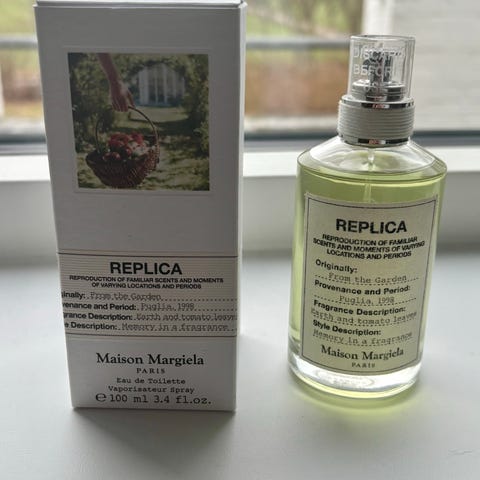 REPLICA
REPRODUCTION OF FAMILIAR SCENTS AND MOMENTS
OF VARYING LOCATIONS AND PERIODS
inally: From the Garden
venance and Period: Puglia, 1998
grance Description: Earth and tomato leaves
le Description: Memory in a fragrance
Maison Margiela
PARIS
Eau de Toilette
Vaporisateur Spray
e 100 ml 3.4 fl.oz.
REPLICA
REPRODUCTION OF FAMILIAR
SCENTS AND MOMENTS OF VARYING
LOCATIONS AND PERIODS
Originally:
From the Garden
Provenance and Period:
Puglia, 1998
Fragrance Description:
Earth and tomato leaves
Style Description:
Memory in a fragrance
Maison Margiela
PARIS